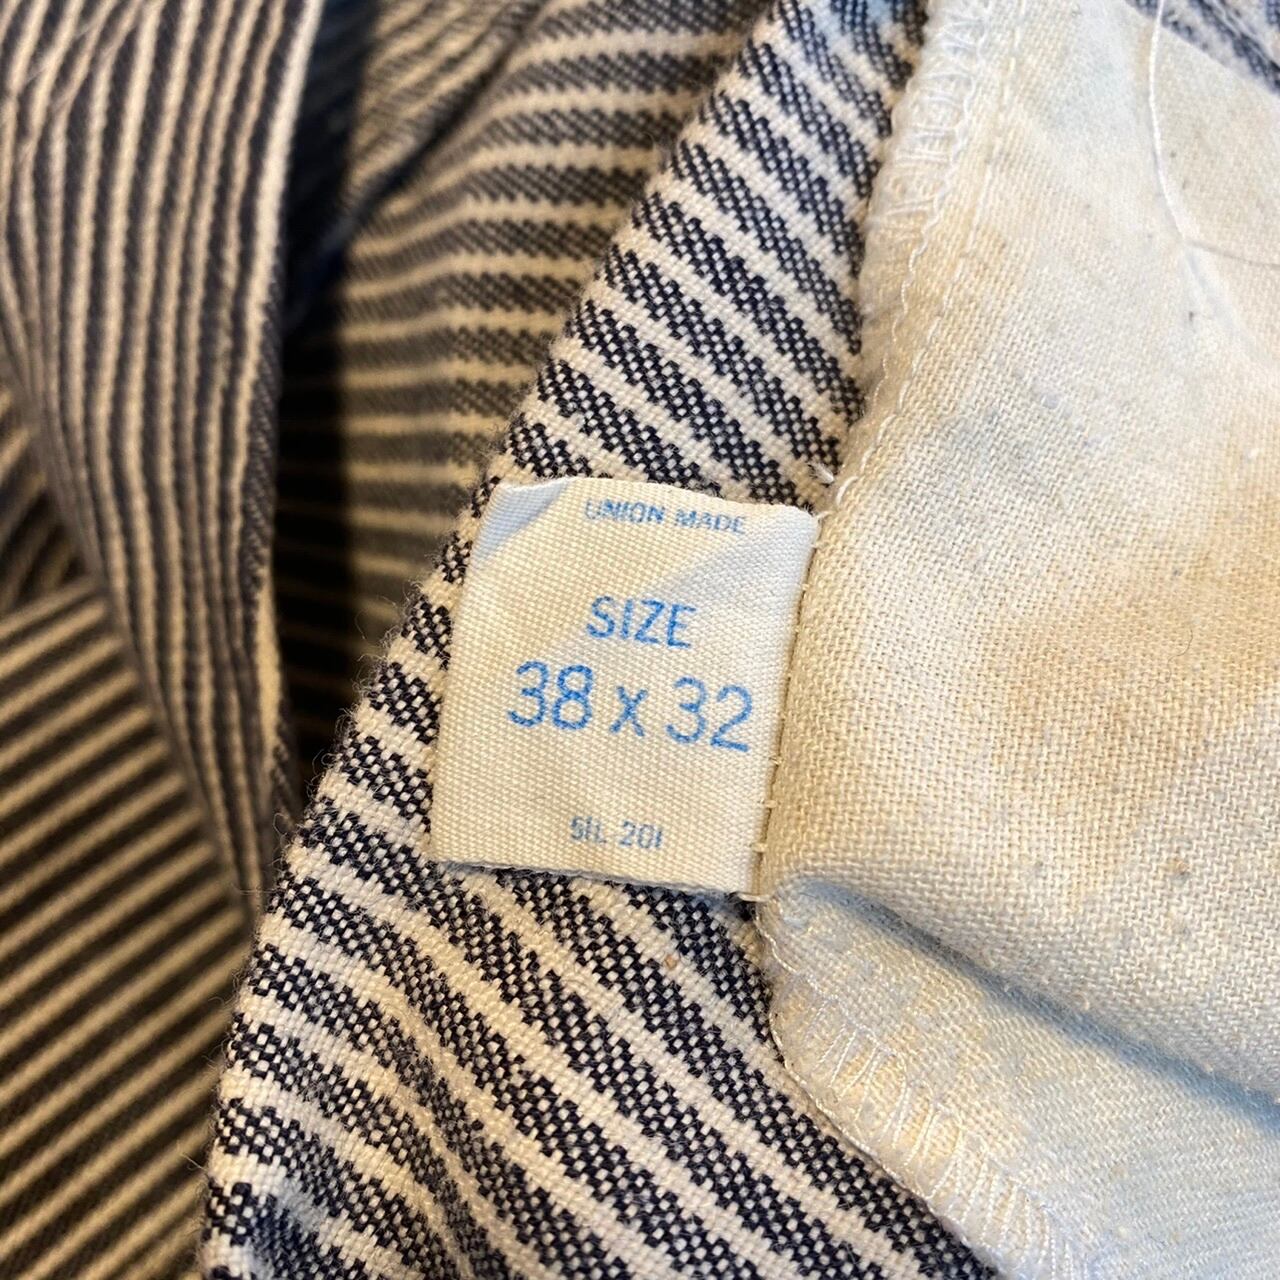 UNION MADE
SIZE
38 x 32
SIL 201